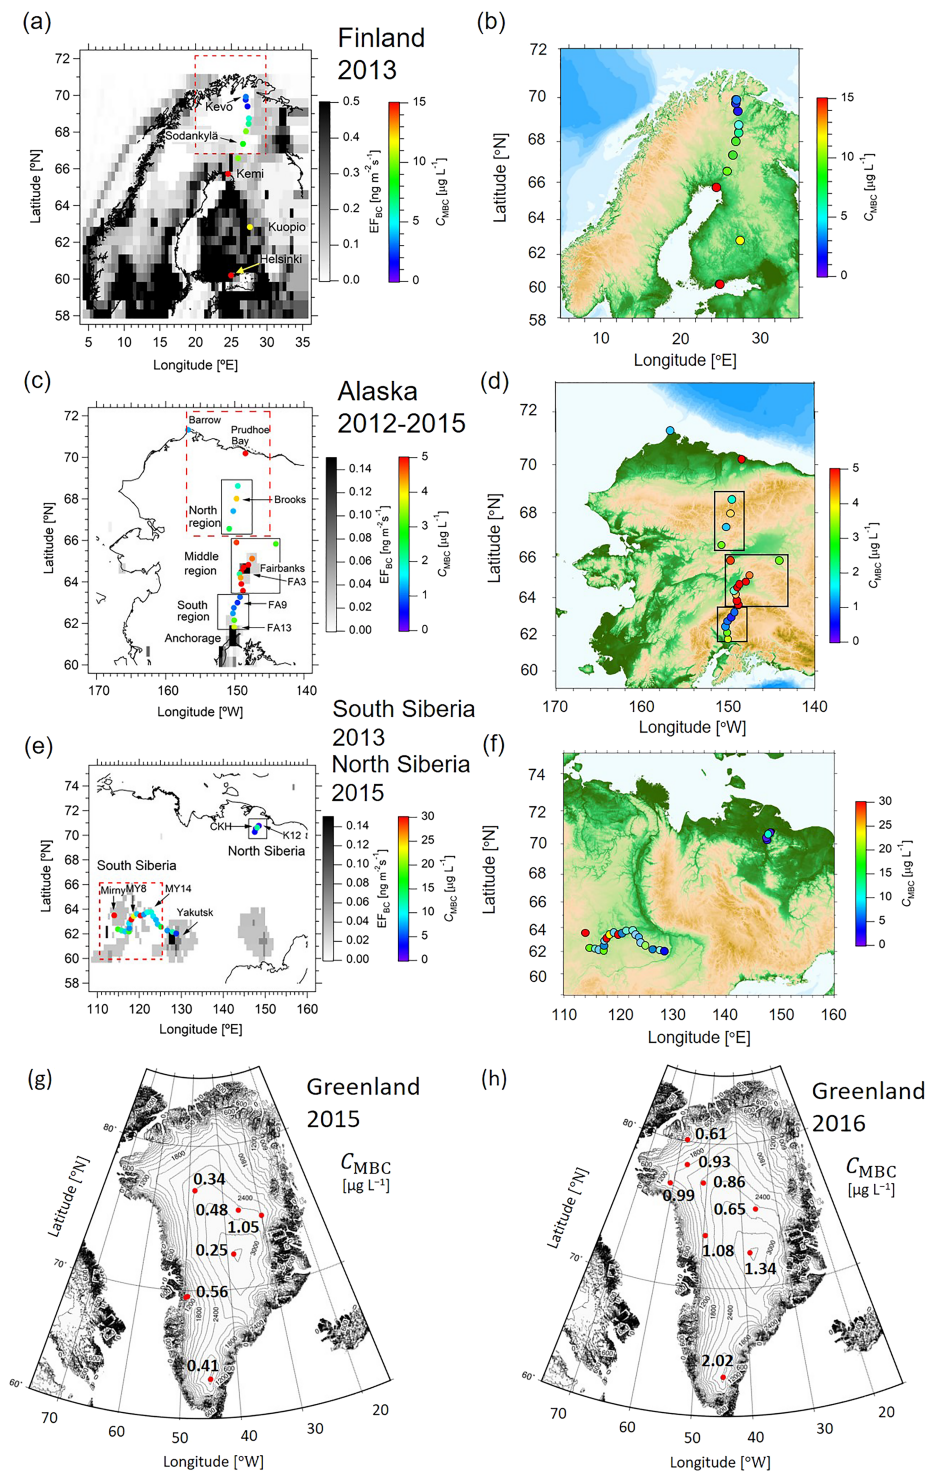 (a)
Finland
2013
72
70
68
66
64
62
60
58
Latitude [ºN]
Kevo
Sodankylä
Kemi
Kuopio
Helsinki
5 10 15 20 25 30 35
Longitude [ºE]
0.5
0.4
0.3
0.2
0.1
0.0
EF_BC [ng m⁻² s⁻¹]
15
10
5
0
C_MBC [µg L⁻¹]
(b)
72
70
68
66
64
62
60
58
Latitude [°N]
10 20 30
Longitude [°E]
15
10
5
0
C_MBC [µg L⁻¹]
(c)
Alaska
2012-2015
72
70
68
66
64
62
60
Latitude [ºN]
Barrow
Prudhoe
Bay
Brooks
North
region
Middle
region
Fairbanks
FA3
South
region
FA9
FA13
Anchorage
170 160 150 140
Longitude [ºW]
0.14
0.12
0.10
0.08
0.06
0.04
0.02
0.00
EF_BC [ng m⁻² s⁻¹]
5
4
3
2
1
0
C_MBC [µg L⁻¹]
(d)
70
68
66
64
62
60
Latitude [°N]
170 160 150 140
Longitude [°W]
5
4
3
2
1
0
C_MBC [µg L⁻¹]
(e)
South Siberia
2013
North Siberia
2015
74
72
70
68
66
64
62
60
58
Latitude [ºN]
CKH
K12
North Siberia
South Siberia
Mirny
MY8
MY14
Yakutsk
110 120 130 140 150 160
Longitude [ºE]
0.14
0.12
0.10
0.08
0.06
0.04
0.02
0.00
EF_BC [ng m⁻² s⁻¹]
30
25
20
15
10
5
0
C_MBC [µg L⁻¹]
(f)
74
72
70
68
66
64
62
60
Latitude [°N]
110 120 130 140 150 160
Longitude [°E]
30
25
20
15
10
5
0
C_MBC [µg L⁻¹]
(g)
Greenland
2015
C_MBC
[µg L⁻¹]
80°
70°
60°
Latitude [°N]
0.34
0.48
1.05
0.25
0.56
0.41
1800
2400
70 60 50 40 30 20
Longitude [°W]
(h)
Greenland
2016
C_MBC
[µg L⁻¹]
80°
70°
60°
Latitude [°N]
0.61
0.93
0.86
0.99
0.65
1.08
1.34
2.02
1800
2400
70 60 50 40 30 20
Longitude [°W]